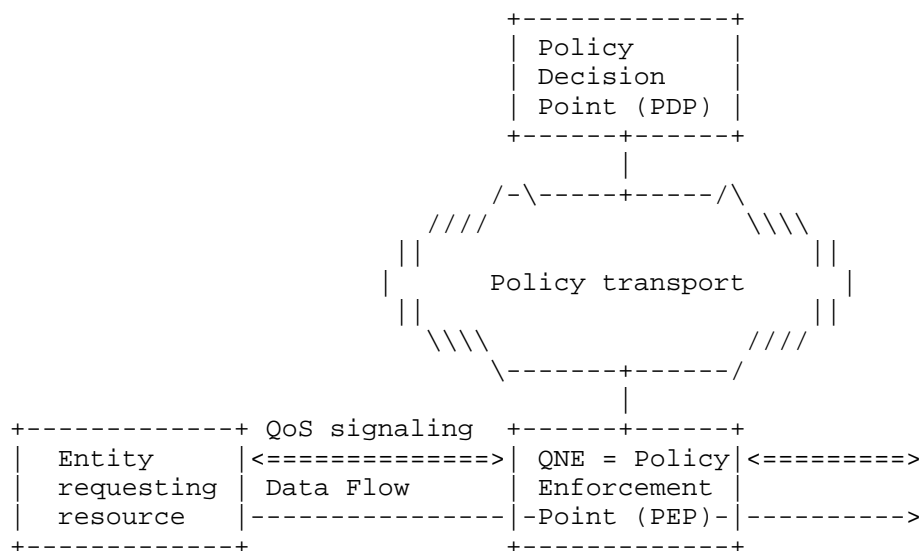 Policy
Decision
Point (PDP)
Policy transport
QoS signaling
Entity
QNE = Policy
requesting
Data Flow
Enforcement
resource
Point (PEP)